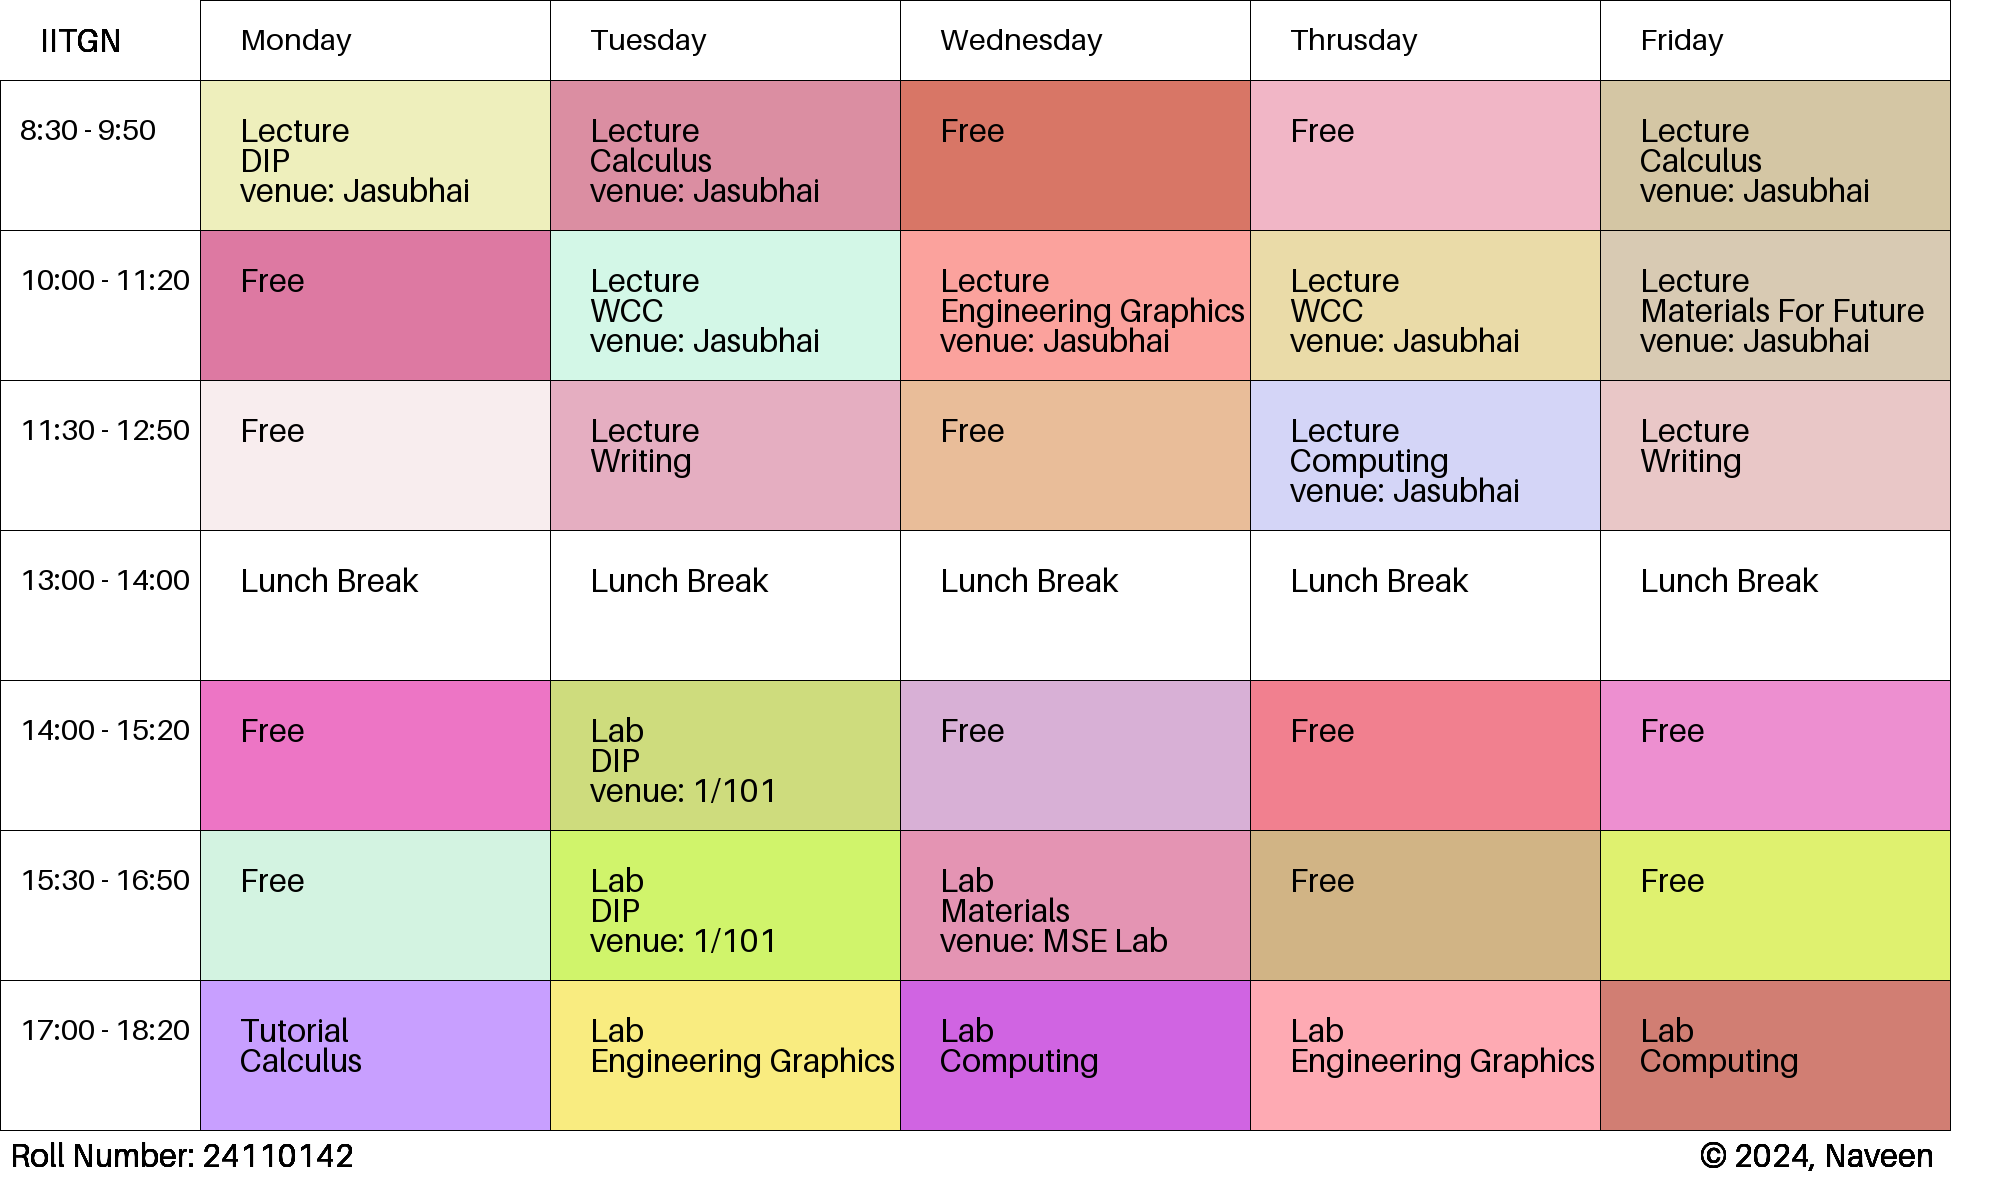 IITGN
Monday
Tuesday
Wednesday
Thrusday
Friday
8:30 - 9:50
Lecture
DIP
venue: Jasubhai
Lecture
Calculus
venue: Jasubhai
Free
Free
Lecture
Calculus
venue: Jasubhai
10:00 - 11:20
Free
Lecture
WCC
venue: Jasubhai
Lecture
Engineering Graphics
venue: Jasubhai
Lecture
WCC
venue: Jasubhai
Lecture
Materials For Future
venue: Jasubhai
11:30 - 12:50
Free
Lecture
Writing
Free
Lecture
Computing
venue: Jasubhai
Lecture
Writing
13:00 - 14:00
Lunch Break
Lunch Break
Lunch Break
Lunch Break
Lunch Break
14:00 - 15:20
Free
Lab
DIP
venue: 1/101
Free
Free
Free
15:30 - 16:50
Free
Lab
DIP
venue: 1/101
Lab
Materials
venue: MSE Lab
Free
Free
17:00 - 18:20
Tutorial
Calculus
Lab
Engineering Graphics
Lab
Computing
Lab
Engineering Graphics
Lab
Computing
Roll Number: 24110142
© 2024, Naveen